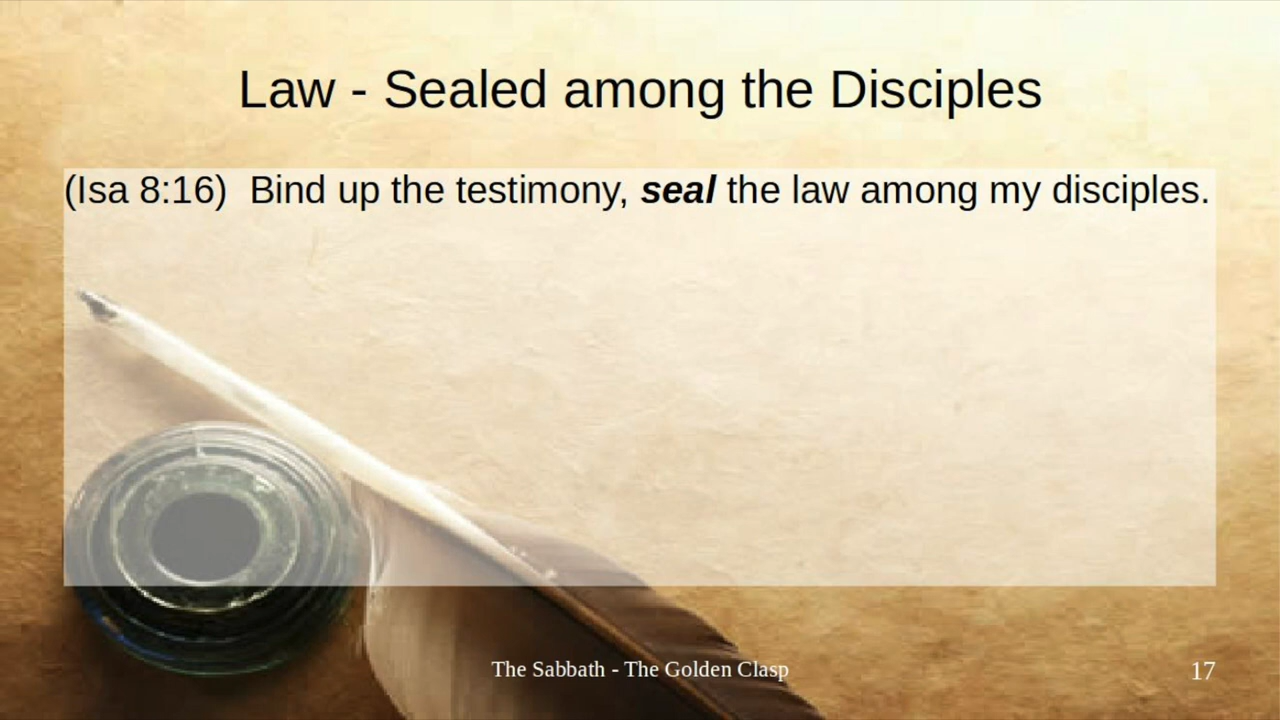 Law - Sealed among the Disciples
(Isa 8:16)  Bind up the testimony, seal the law among my disciples.
The Sabbath - The Golden Clasp
17